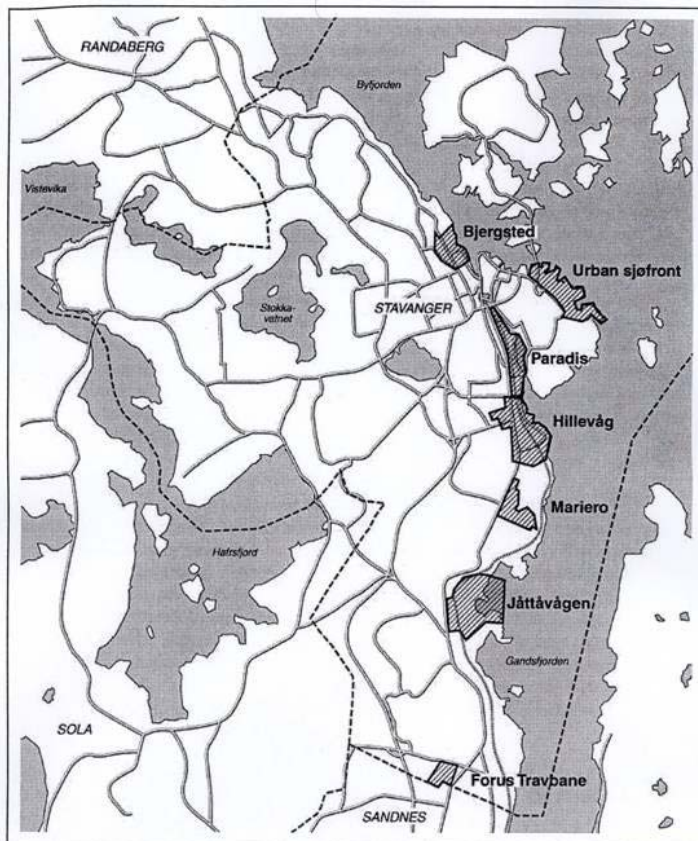 RANDABERG
Byfjorden
Vistevika
Bjergsted
Urban sjøfront
Stokka-
vatnet
STAVANGER
Paradis
Hillevåg
Mariero
Hafrsfjord
Jåttåvågen
Gandsfjorden
SOLA
Forus Travbane
SANDNES